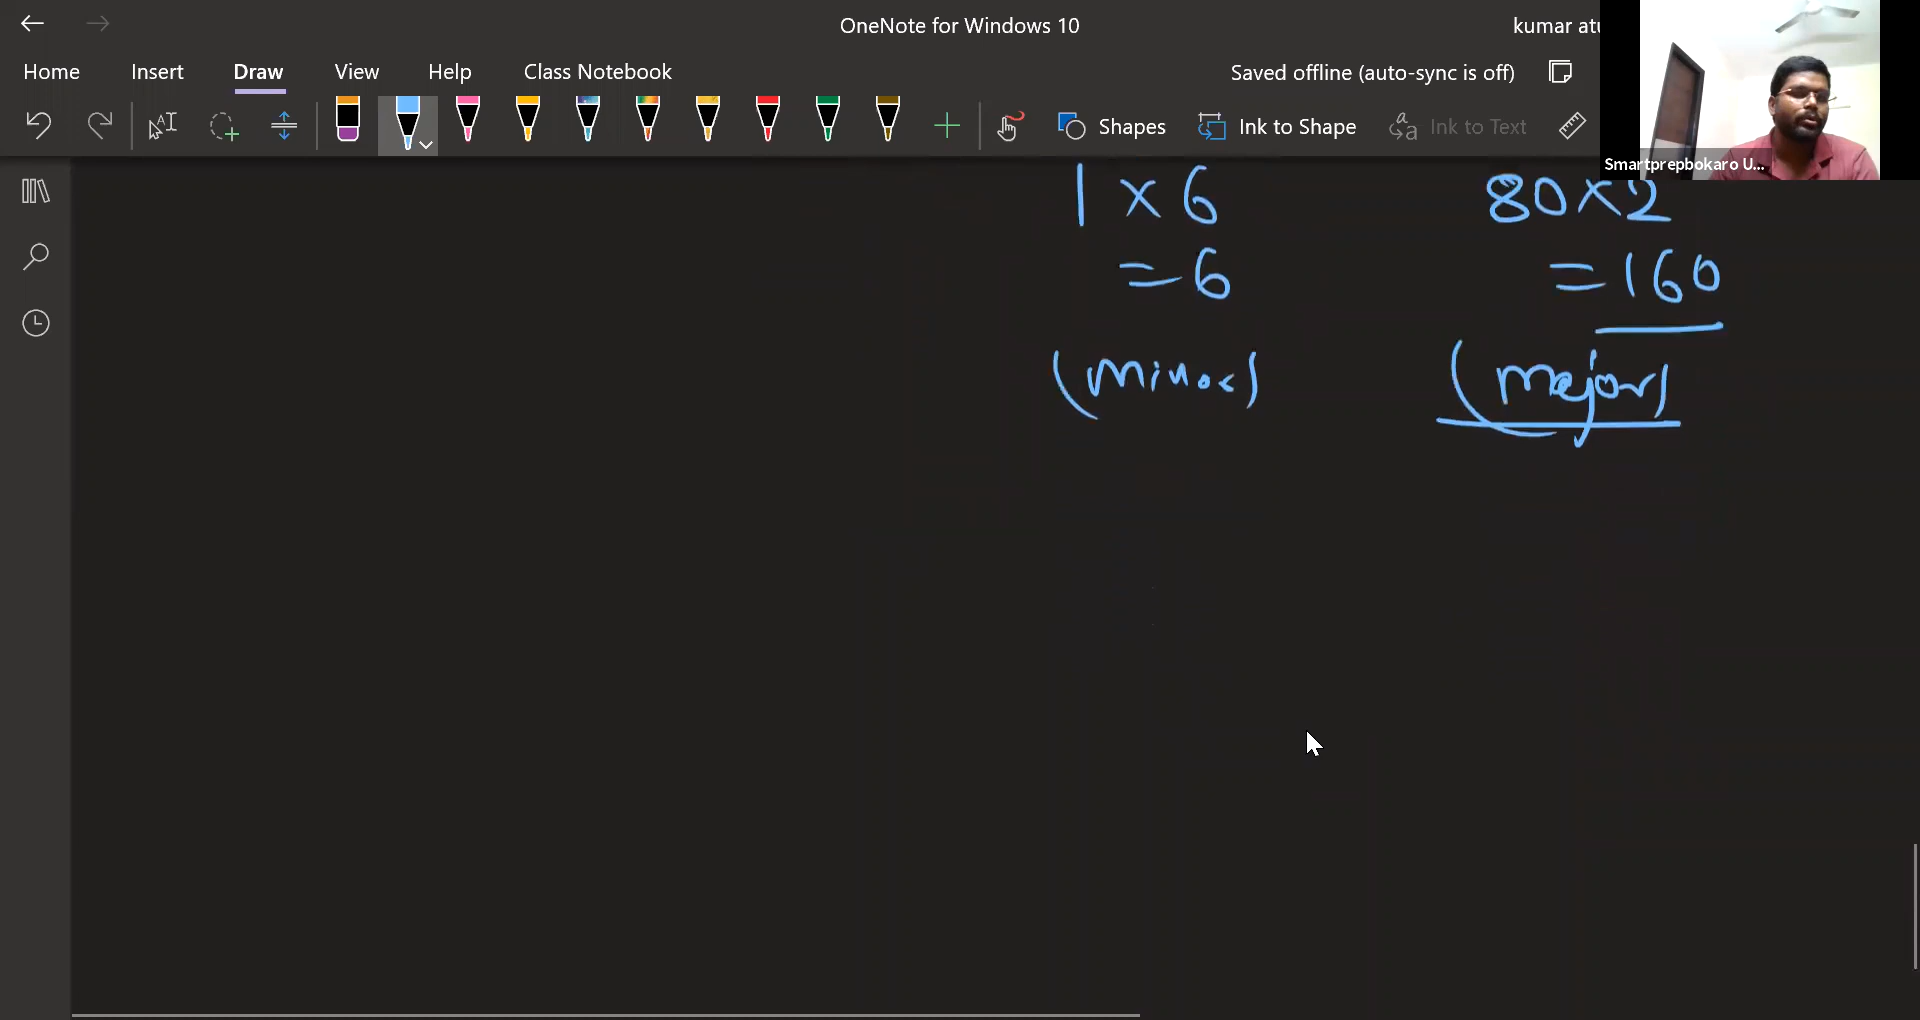 OneNote for Windows 10
kumar atu
Home Insert Draw View Help Class Notebook
Saved offline (auto-sync is off)
Shapes Ink to Shape Ink to Text
Smartprepbokaro U...
1 × 6
80×2
= 6
= 160
(minor)
(major)